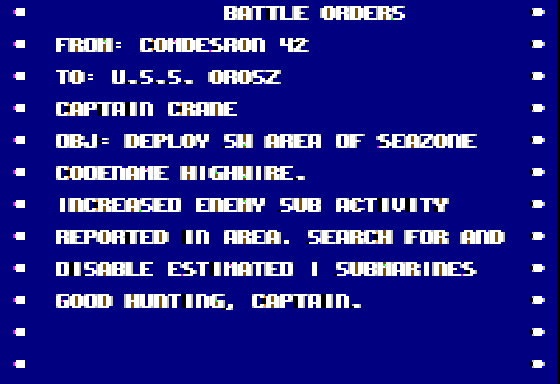 BATTLE ORDERS
FROM: COMDESRON 42
TO: U.S.S. OROSZ
CAPTAIN CRANE
OBJ: DEPLOY SW AREA OF SEAZONE
CODENAME HIGHWIRE.
INCREASED ENEMY SUB ACTIVITY
REPORTED IN AREA. SEARCH FOR AND
DISABLE ESTIMATED 1 SUBMARINES
GOOD HUNTING, CAPTAIN.